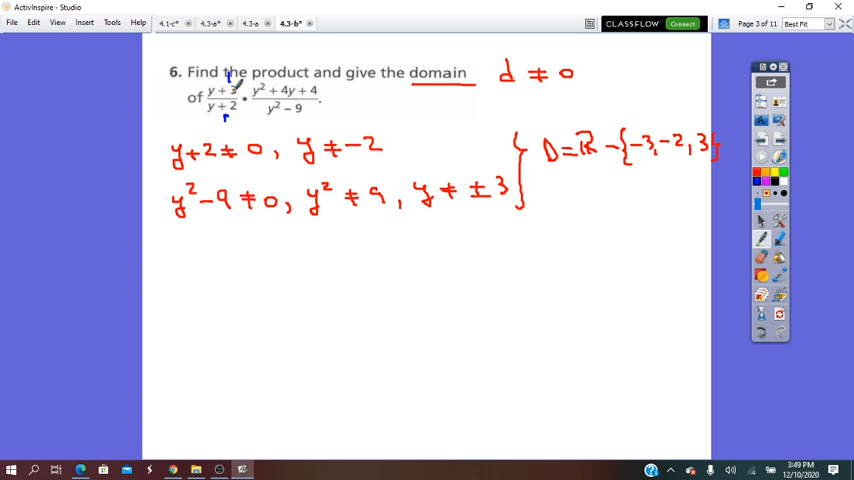 ActivInspire - Studio
File Edit View Insert Tools Help
CLASSFLOW Connect Page 3 of 11 Best Fit
4.1-c* 4.3-a* 4.3-a 4.3-b*
6. Find the product and give the domain d ≠ 0
of (y + 3)/(y + 2) • (y² + 4y + 4)/(y² − 9).
y+2 ≠ 0, y ≠ −2
D = ℝ − {−3, −2, 3}
y² − 9 ≠ 0, y² ≠ 9, y ≠ ± 3
3:49 PM
12/10/2020